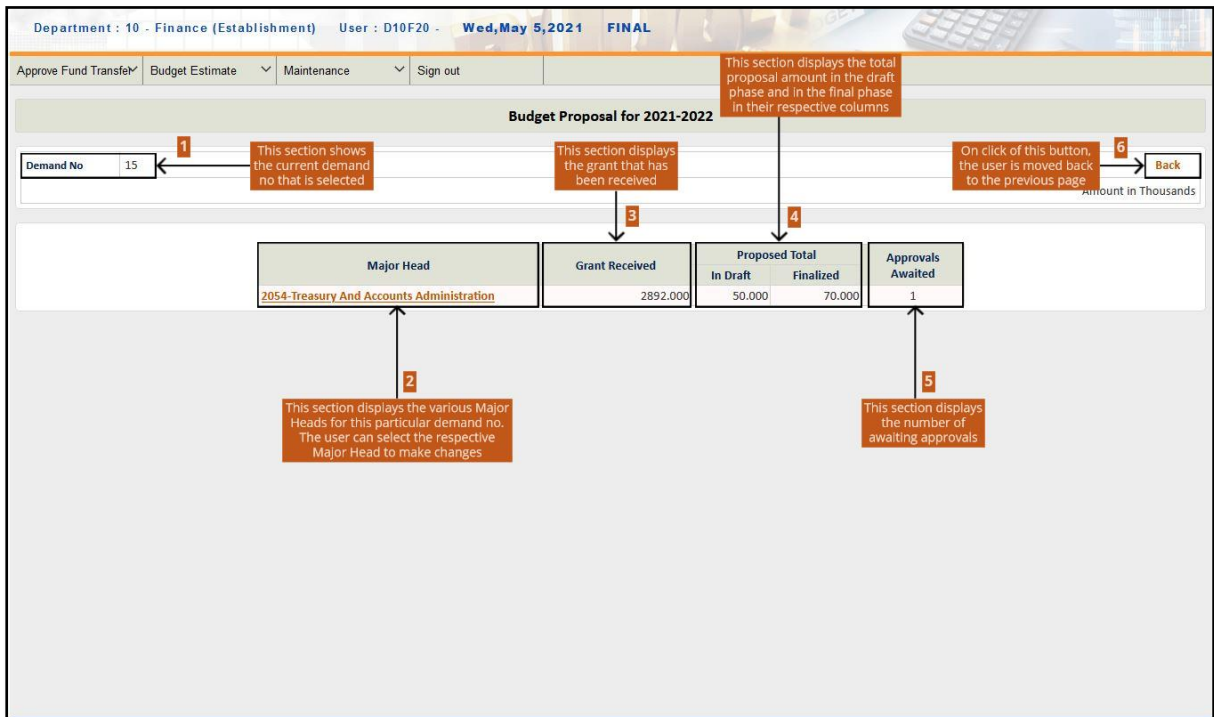 Department : 10 - Finance (Establishment) User : D10F20 - Wed,May 5,2021 FINAL
Approve Fund Transfer Budget Estimate Maintenance Sign out
This section displays the total
proposal amount in the draft
phase and in the final phase
in their respective columns
Budget Proposal for 2021-2022
Demand No 15
1
This section shows
the current demand
no that is selected
This section displays
the grant that has
been received
On click of this button,
the user is moved back
to the previous page
6
Back
Amount in Thousands
3
4
Major Head Grant Received Proposed Total Approvals Awaited
In Draft Finalized
2054-Treasury And Accounts Administration 2892.000 50.000 70.000 1
2
This section displays the various Major
Heads for this particular demand no.
The user can select the respective
Major Head to make changes
5
This section displays
the number of
awaiting approvals